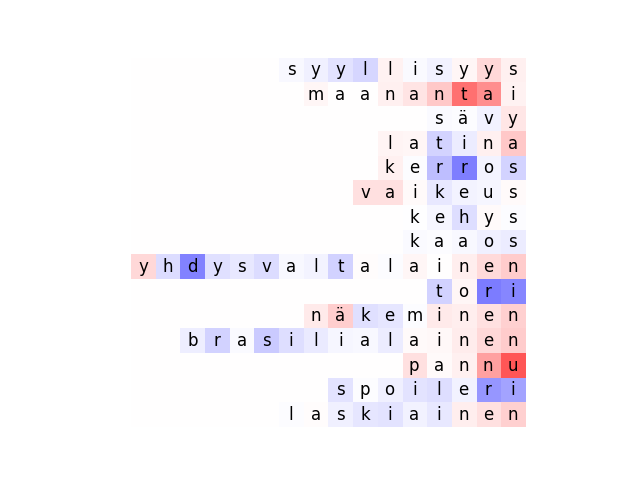 syyllisyys
maanantai
sävy
latina
kerros
vaikeus
kehys
kaaos
yhdysvaltalainen
tori
näkeminen
brasilialainen
pannu
spoileri
laskiainen